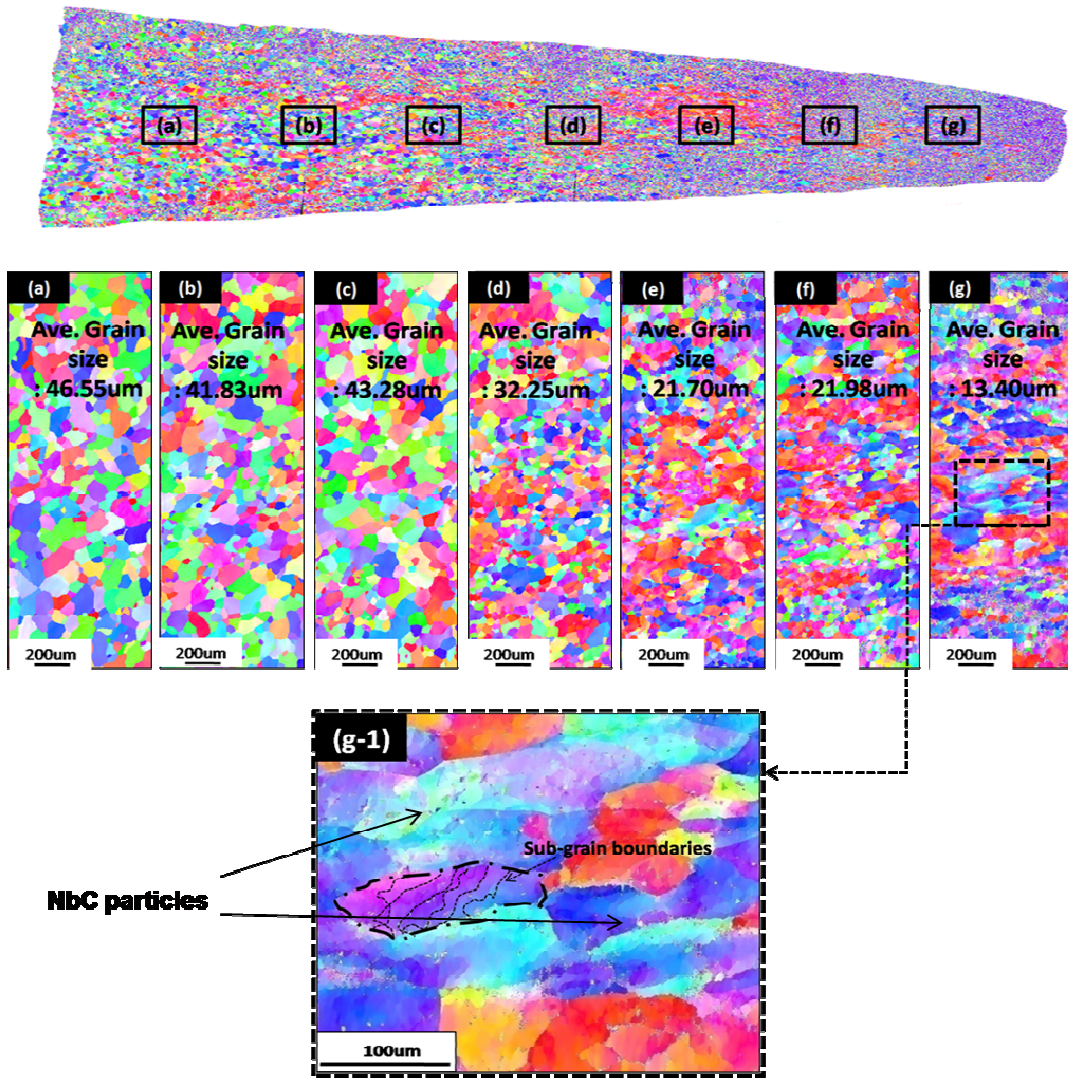 (a)
(b)
(c)
(d)
(e)
(f)
(g)
(a)
Ave. Grain
size
: 46.55um
200um
(b)
Ave. Grain
size
: 41.83um
200um
(c)
Ave. Grain
size
: 43.28um
200um
(d)
Ave. Grain
size
: 32.25um
200um
(e)
Ave. Grain
size
: 21.70um
200um
(f)
Ave. Grain
size
: 21.98um
200um
(g)
Ave. Grain
size
: 13.40um
200um
(g-1)
Sub-grain boundaries
NbC particles
100um